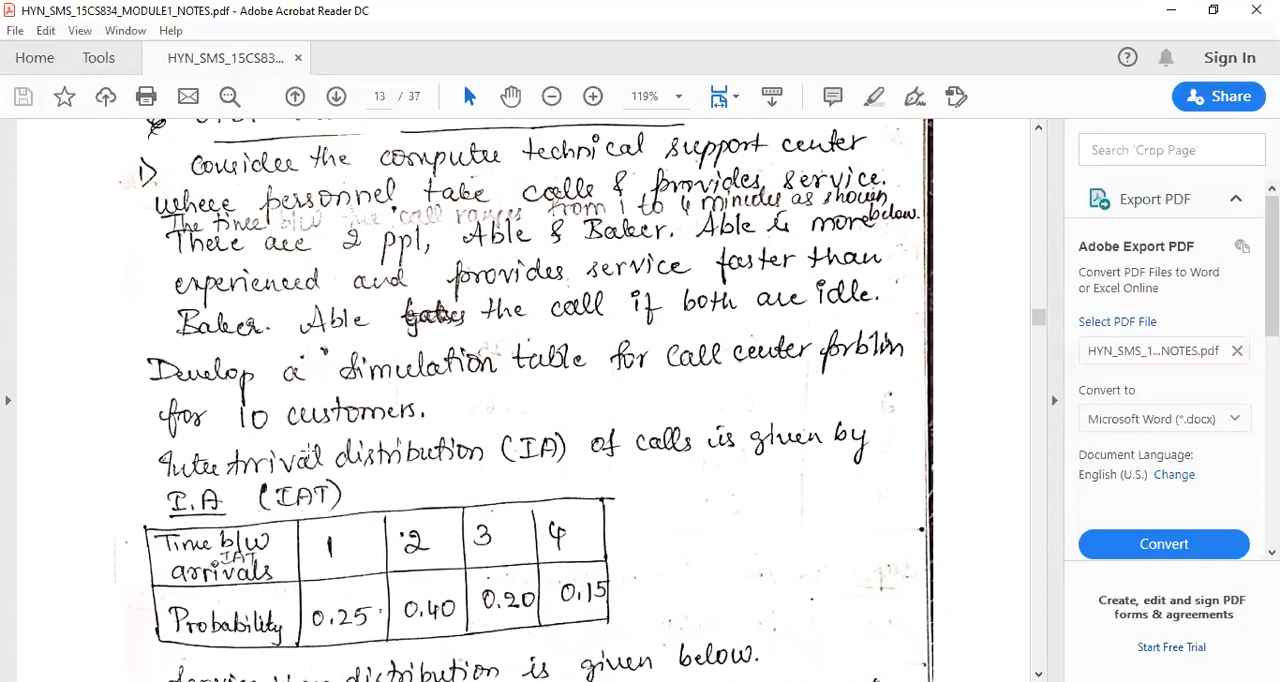 HYN_SMS_15CS834_MODULE1_NOTES.pdf - Adobe Acrobat Reader DC
File Edit View Window Help
Home Tools HYN_SMS_15CS83... × Sign In
13 / 37 119% Share
1) Consider the computer technical support center
where personnel take calls & provides service.
The time b/w the call ranges from 1 to 4 minutes as shown
below.
There are 2 ppl, Able & Baker. Able is more
experienced and provides service faster than
Baker. Able the call if both are idle.
Develop a simulation table for call center forblm
for 10 customers.
Inter arrival distribution (IA) of calls is given by
I.A (IAT)
Time b/w 1 2 3 4
IAT
arrivals
Probability 0.25 0.40 0.20 0.15
distribution is given below.
Search 'Crop Page'
Export PDF
Adobe Export PDF
Convert PDF Files to Word
or Excel Online
Select PDF File
HYN_SMS_1...NOTES.pdf ×
Convert to
Microsoft Word (*.docx)
Document Language:
English (U.S.) Change
Convert
Create, edit and sign PDF
forms & agreements
Start Free Trial